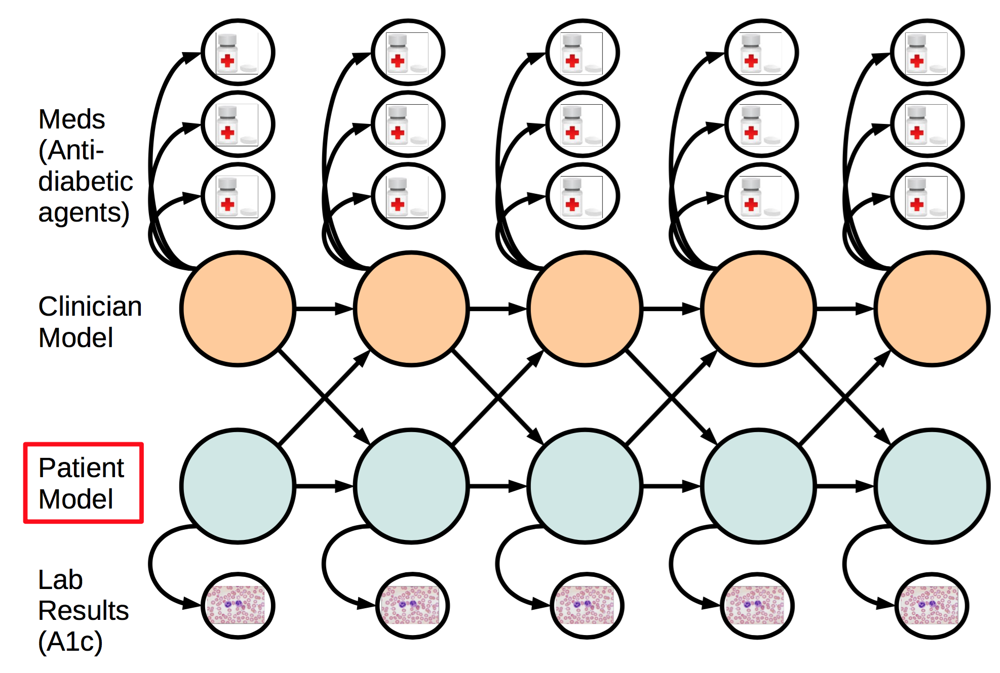 Meds
(Anti-
diabetic
agents)
Clinician
Model
Patient
Model
Lab
Results
(A1c)